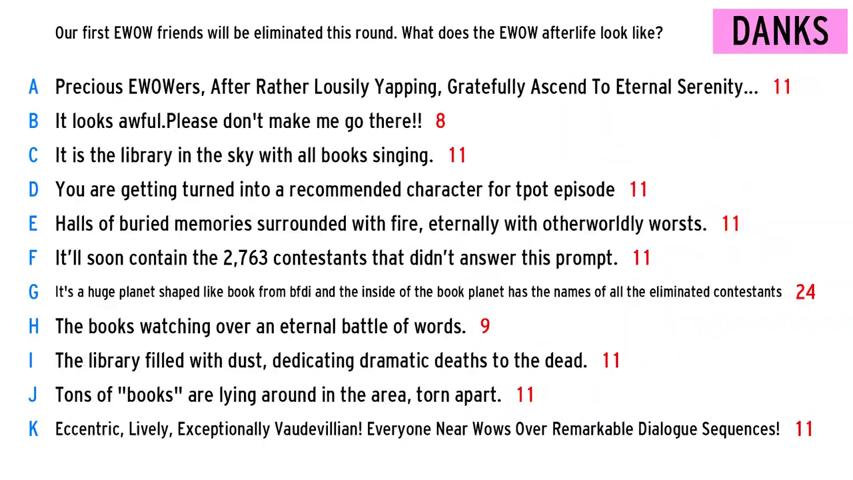 Our first EWOW friends will be eliminated this round. What does the EWOW afterlife look like?
DANKS
A Precious EWOWers, After Rather Lousily Yapping, Gratefully Ascend To Eternal Serenity... 11
B It looks awful.Please don't make me go there!! 8
C It is the library in the sky with all books singing. 11
D You are getting turned into a recommended character for tpot episode 11
E Halls of buried memories surrounded with fire, eternally with otherworldly worsts. 11
F It'll soon contain the 2,763 contestants that didn't answer this prompt. 11
G It's a huge planet shaped like book from bfdi and the inside of the book planet has the names of all the eliminated contestants 24
H The books watching over an eternal battle of words. 9
I The library filled with dust, dedicating dramatic deaths to the dead. 11
J Tons of "books" are lying around in the area, torn apart. 11
K Eccentric, Lively, Exceptionally Vaudevillian! Everyone Near Wows Over Remarkable Dialogue Sequences! 11